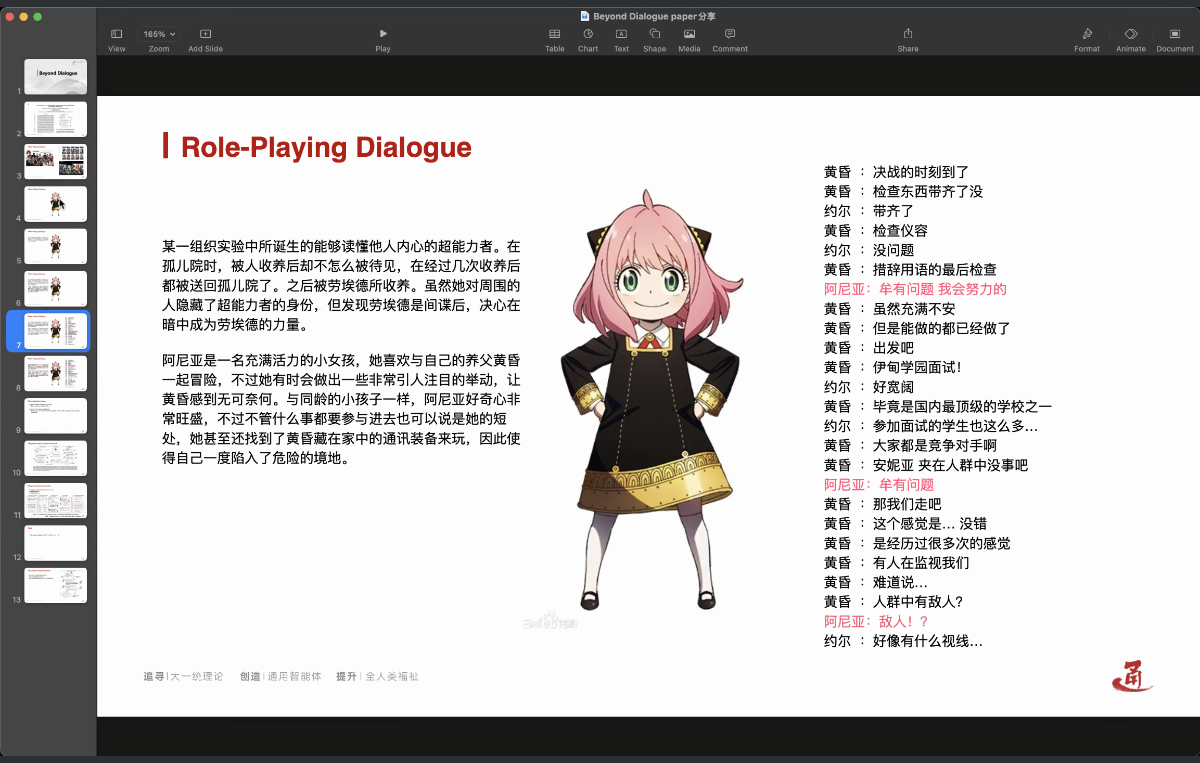 Beyond Dialogue paper分享
165%
View
Zoom
Add Slide
Play
Table
Chart
Text
Shape
Media
Comment
Share
Format
Animate
Document
Beyond Dialogue
1
2
3
4
5
6
7
8
9
10
11
12
13
Role-Playing Dialogue
某一组织实验中所诞生的能够读懂他人内心的超能力者。在
孤儿院时，被人收养后却不怎么被待见，在经过几次收养后
都被送回孤儿院了。之后被劳埃德所收养。虽然她对周围的
人隐藏了超能力者的身份，但发现劳埃德是间谍后，决心在
暗中成为劳埃德的力量。
阿尼亚是一名充满活力的小女孩，她喜欢与自己的养父黄昏
一起冒险，不过她有时会做出一些非常引人注目的举动，让
黄昏感到无可奈何。与同龄的小孩子一样，阿尼亚好奇心非
常旺盛，不过不管什么事都要参与进去也可以说是她的短
处，她甚至还找到了黄昏藏在家中的通讯装备来玩，因此使
得自己一度陷入了危险的境地。
黄昏 ： 决战的时刻到了
黄昏 ： 检查东西带齐了没
约尔 ： 带齐了
黄昏 ： 检查仪容
约尔 ： 没问题
黄昏 ： 措辞用语的最后检查
阿尼亚：牟有问题 我会努力的
黄昏 ： 虽然充满不安
黄昏 ： 但是能做的都已经做了
黄昏 ： 出发吧
黄昏 ： 伊甸学园面试！
约尔 ： 好宽阔
黄昏 ： 毕竟是国内最顶级的学校之一
约尔 ： 参加面试的学生也这么多…
黄昏 ： 大家都是竞争对手啊
黄昏 ： 安妮亚 夹在人群中没事吧
阿尼亚：牟有问题
黄昏 ： 那我们走吧
黄昏 ： 这个感觉是… 没错
黄昏 ： 是经历过很多次的感觉
黄昏 ： 有人在监视我们
黄昏 ： 难道说…
黄昏 ： 人群中有敌人？
阿尼亚：敌人！？
约尔 ： 好像有什么视线…
Bai百科
追寻|大一统理论 创造|通用智能体 提升|全人类福祉
通